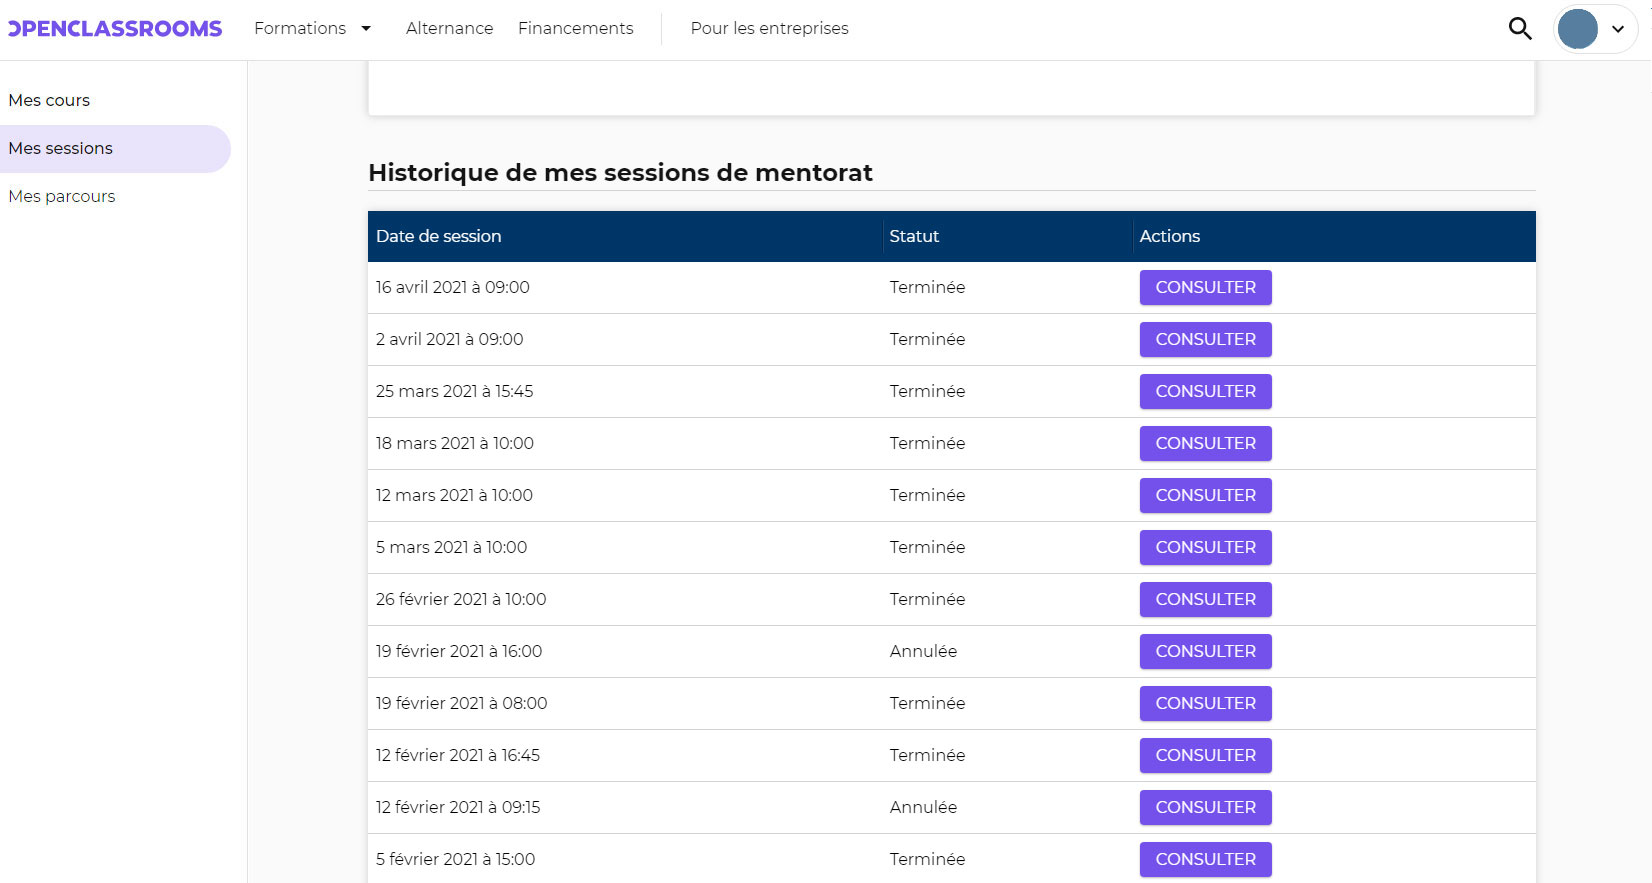 OPENCLASSROOMS Formations Alternance Financements Pour les entreprises
Mes cours
Mes sessions
Mes parcours
Historique de mes sessions de mentorat
Date de session Statut Actions
16 avril 2021 à 09:00 Terminée CONSULTER
2 avril 2021 à 09:00 Terminée CONSULTER
25 mars 2021 à 15:45 Terminée CONSULTER
18 mars 2021 à 10:00 Terminée CONSULTER
12 mars 2021 à 10:00 Terminée CONSULTER
5 mars 2021 à 10:00 Terminée CONSULTER
26 février 2021 à 10:00 Terminée CONSULTER
19 février 2021 à 16:00 Annulée CONSULTER
19 février 2021 à 08:00 Terminée CONSULTER
12 février 2021 à 16:45 Terminée CONSULTER
12 février 2021 à 09:15 Annulée CONSULTER
5 février 2021 à 15:00 Terminée CONSULTER